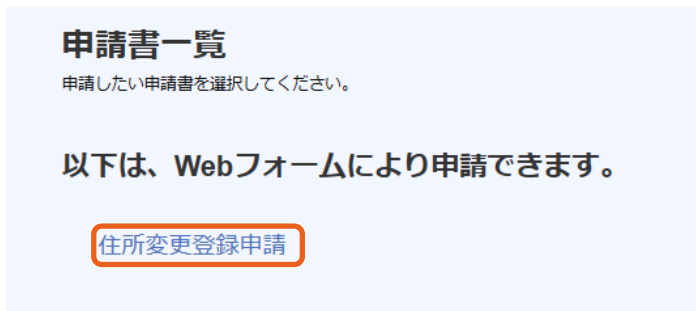 申請書一覧
申請したい申請書を選択してください。
以下は、Webフォームにより申請できます。
住所変更登録申請